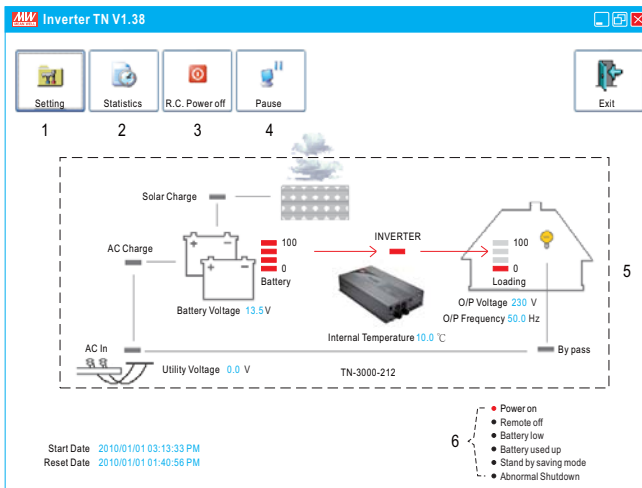 MW MEAN WELL Inverter TN V1.38
Setting Statistics R.C. Power off Pause Exit
1 2 3 4
Solar Charge
AC Charge
INVERTER
100
0
Battery
100
0
Loading
5
Battery Voltage 13.5 V
O/P Voltage 230 V
O/P Frequency 50.0 Hz
Internal Temperature 10.0 ℃
AC In
By pass
Utility Voltage 0.0 V
TN-3000-212
6
Power on
Remote off
Battery low
Battery used up
Stand by saving mode
Abnormal Shutdown
Start Date 2010/01/01 03:13:33 PM
Reset Date 2010/01/01 01:40:56 PM